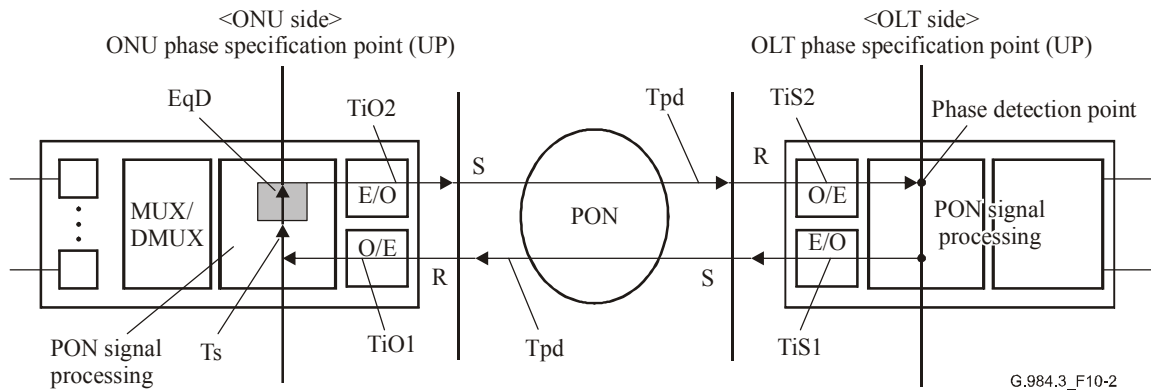 <ONU side>
ONU phase specification point (UP)
<OLT side>
OLT phase specification point (UP)
EqD
TiO2
Tpd
TiS2
Phase detection point
S
R
E/O
O/E
MUX/
DMUX
PON
PON signal
processing
O/E
E/O
R
S
PON signal
processing
Ts
TiO1
Tpd
TiS1
G.984.3_F10-2